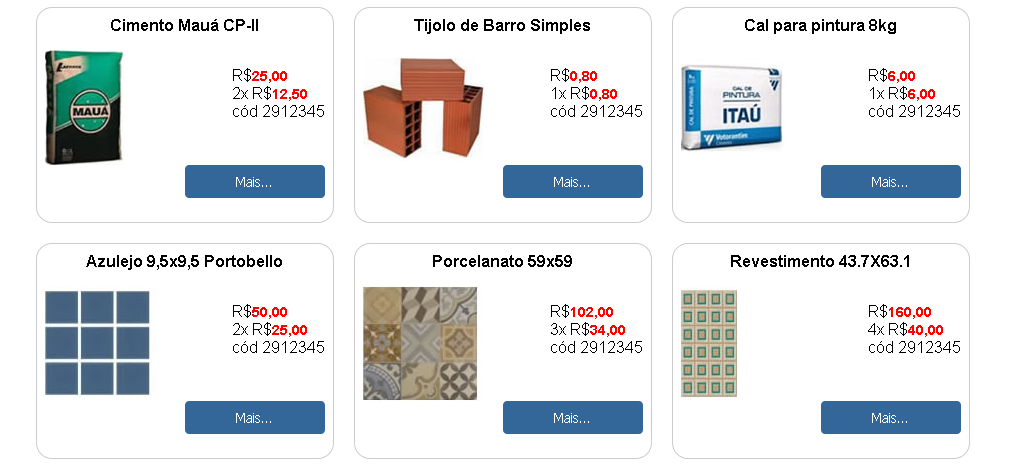 Cimento Mauá CP-II
MAUÁ
R$25,00
2x R$12,50
cód 2912345
Mais...
Tijolo de Barro Simples
R$0,80
1x R$0,80
cód 2912345
Mais...
Cal para pintura 8kg
CAL DE PINTURA
CAL DE
PINTURA
ITAÚ
Votorantim
R$6,00
1x R$6,00
cód 2912345
Mais...
Azulejo 9,5x9,5 Portobello
R$50,00
2x R$25,00
cód 2912345
Mais...
Porcelanato 59x59
R$102,00
3x R$34,00
cód 2912345
Mais...
Revestimento 43.7X63.1
R$160,00
4x R$40,00
cód 2912345
Mais...